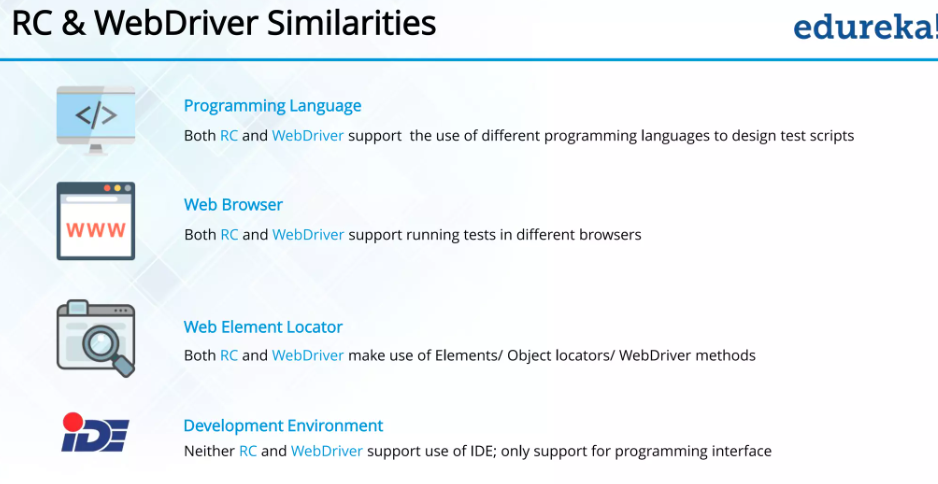 RC & WebDriver Similarities
edureka!
</>
Programming Language
Both RC and WebDriver support the use of different programming languages to design test scripts
WWW
Web Browser
Both RC and WebDriver support running tests in different browsers
Web Element Locator
Both RC and WebDriver make use of Elements/ Object locators/ WebDriver methods
iDE
Development Environment
Neither RC and WebDriver support use of IDE; only support for programming interface